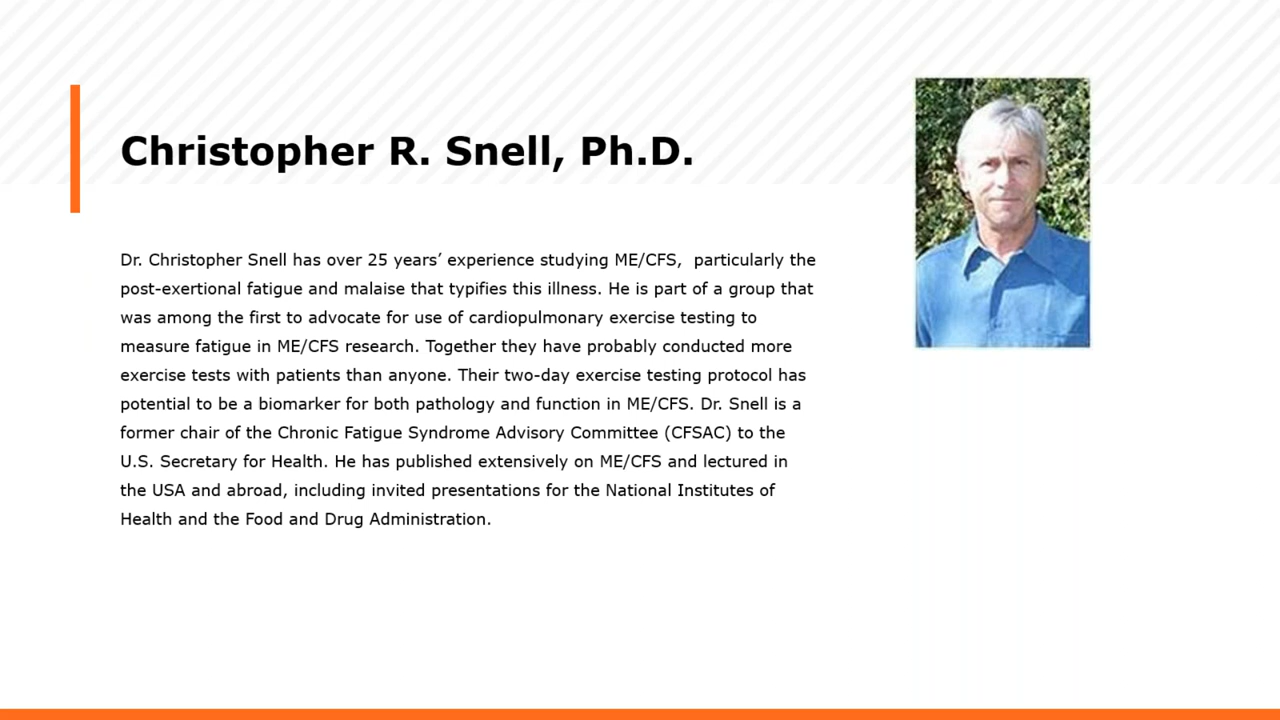 Christopher R. Snell, Ph.D.
Dr. Christopher Snell has over 25 years’ experience studying ME/CFS,  particularly the
post-exertional fatigue and malaise that typifies this illness. He is part of a group that
was among the first to advocate for use of cardiopulmonary exercise testing to
measure fatigue in ME/CFS research. Together they have probably conducted more
exercise tests with patients than anyone. Their two-day exercise testing protocol has
potential to be a biomarker for both pathology and function in ME/CFS. Dr. Snell is a
former chair of the Chronic Fatigue Syndrome Advisory Committee (CFSAC) to the
U.S. Secretary for Health. He has published extensively on ME/CFS and lectured in
the USA and abroad, including invited presentations for the National Institutes of
Health and the Food and Drug Administration.